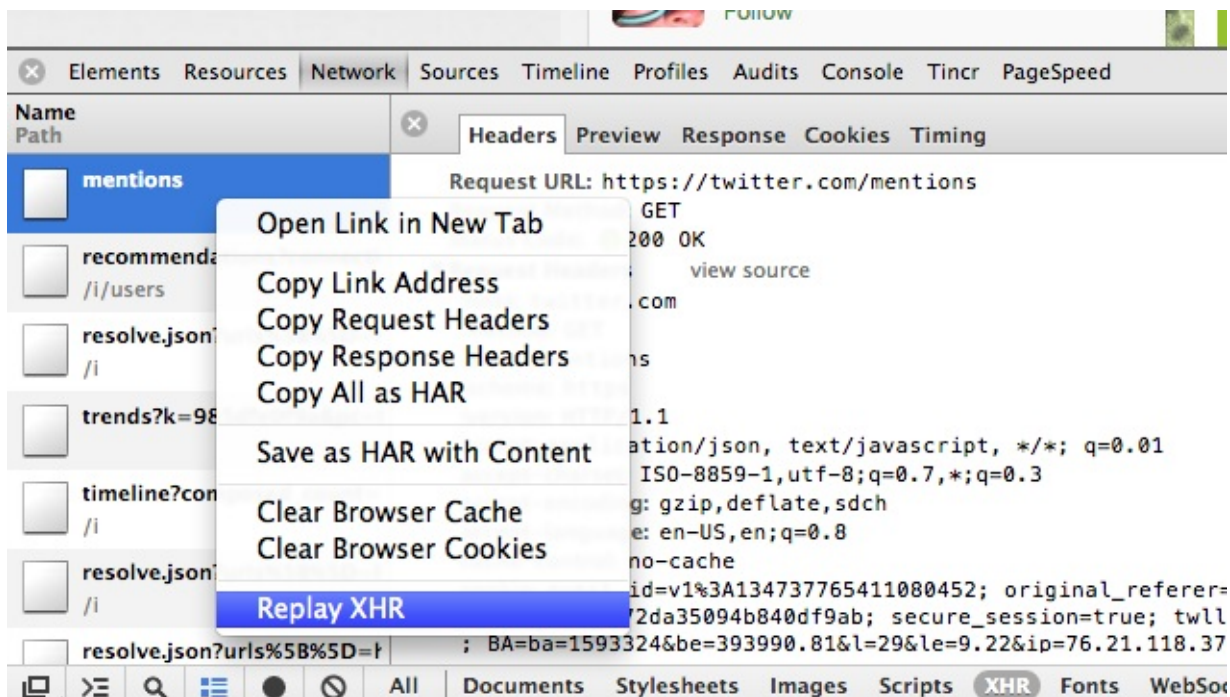 Follow
Elements Resources Network Sources Timeline Profiles Audits Console Tincr PageSpeed
Name
Path
Headers Preview Response Cookies Timing
mentions
recommenda
/i/users
resolve.json?
/i
trends?k=98
timeline?con
/i
resolve.json?
/i
resolve.json?urls%5B%5D=h
Open Link in New Tab
Copy Link Address
Copy Request Headers
Copy Response Headers
Copy All as HAR
Save as HAR with Content
Clear Browser Cache
Clear Browser Cookies
Replay XHR
Request URL: https://twitter.com/mentions
GET
200 OK
view source
.com
ns
1.1
ation/json, text/javascript, */*; q=0.01
ISO-8859-1,utf-8;q=0.7,*;q=0.3
g: gzip,deflate,sdch
e: en-US,en;q=0.8
no-cache
id=v1%3A134737765411080452; original_referer=
72da35094b840df9ab; secure_session=true; twll
; BA=ba=1593324&be=393990.81&l=29&le=9.22&ip=76.21.118.37
All Documents Stylesheets Images Scripts XHR Fonts WebSoc